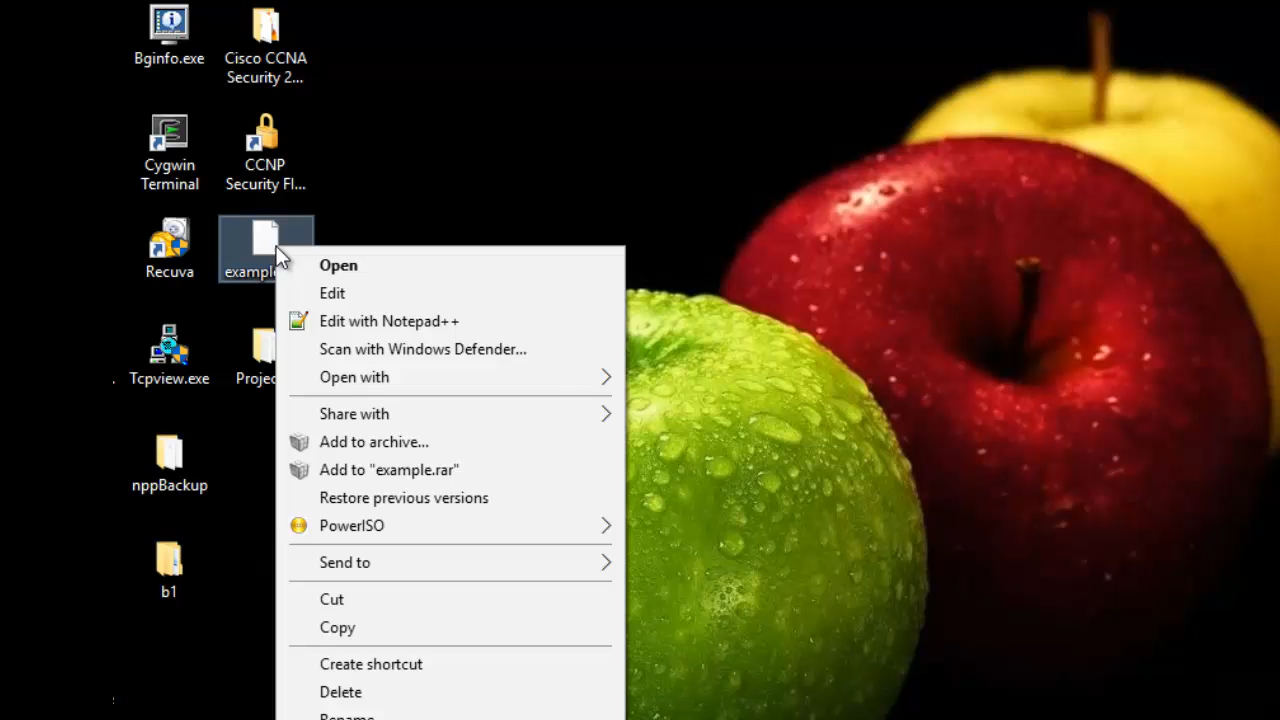 Bginfo.exe
Cisco CCNA
Security 2...
Cygwin
Terminal
CCNP
Security Fl...
Recuva
Tcpview.exe
nppBackup
b1
Open
Edit
Edit with Notepad++
Scan with Windows Defender...
Open with
Share with
Add to archive...
Add to "example.rar"
Restore previous versions
PowerISO
Send to
Cut
Copy
Create shortcut
Delete
Rename